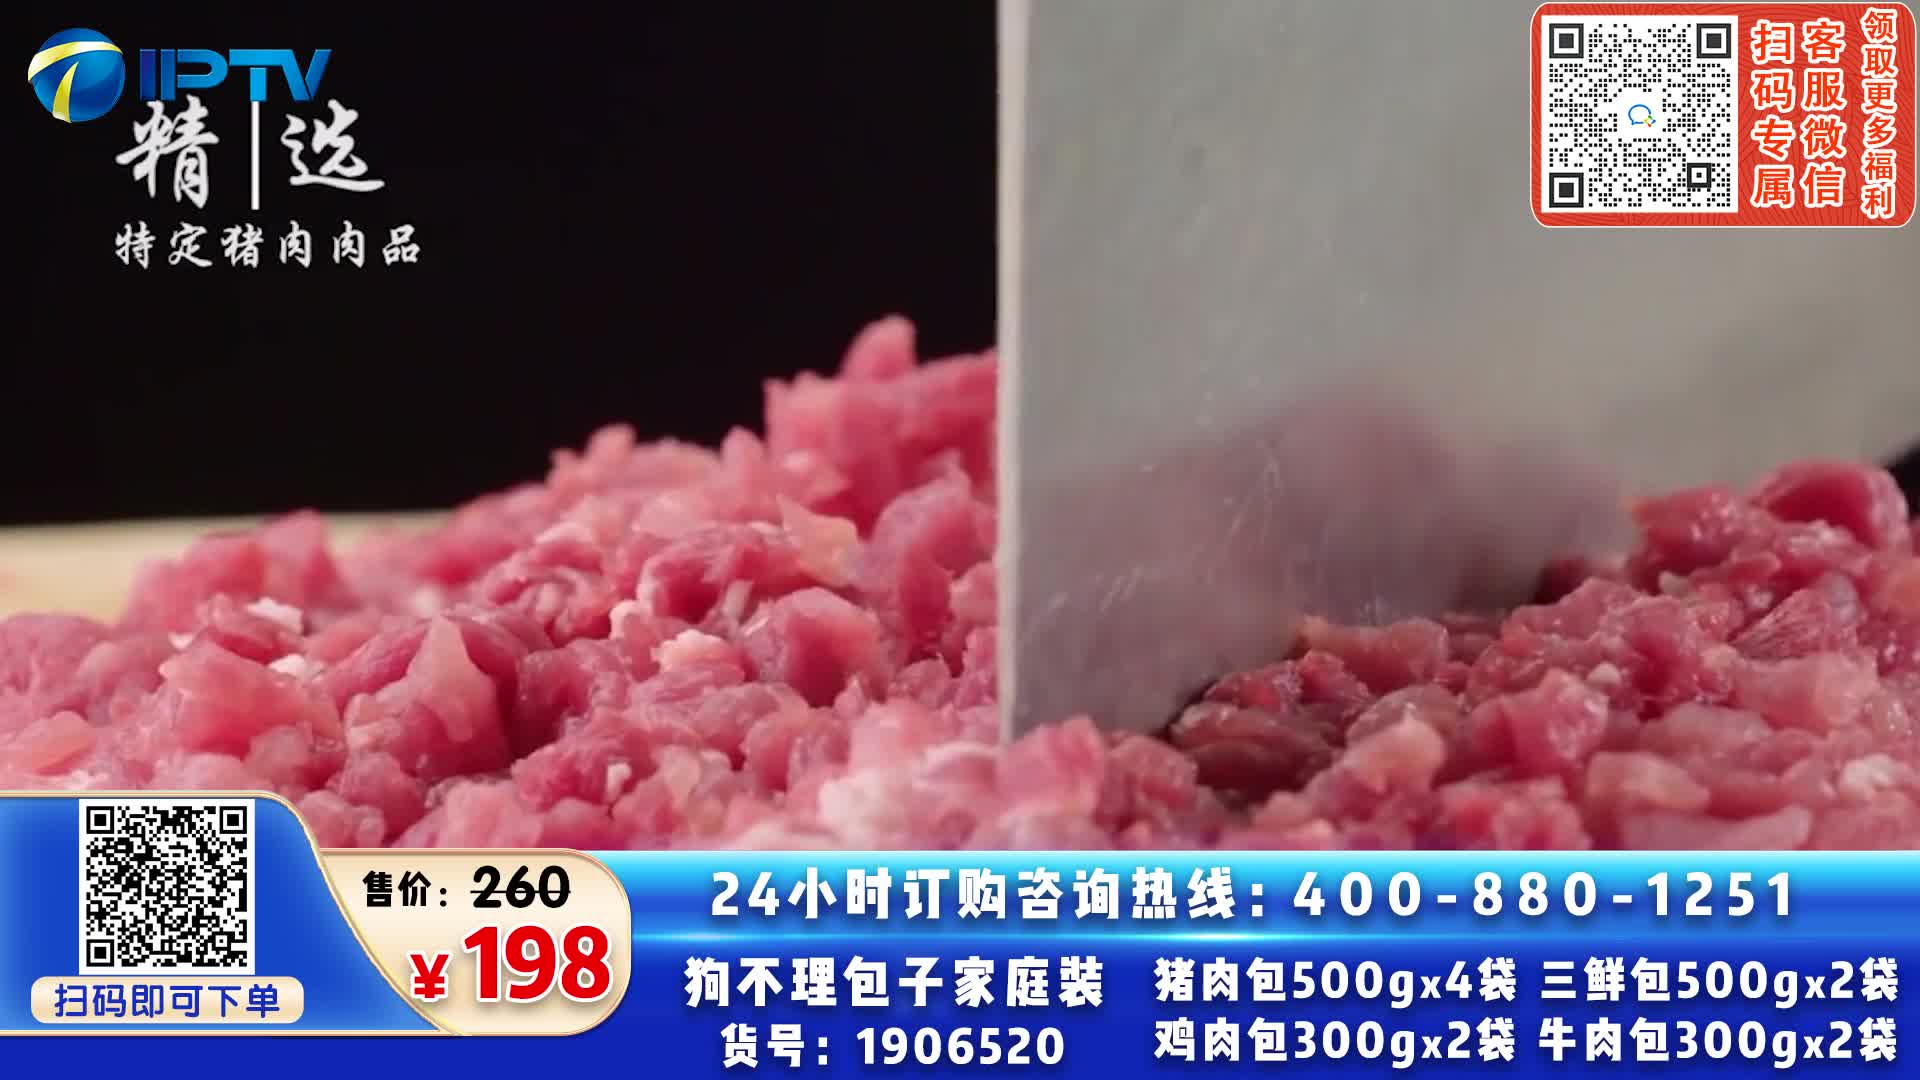 IPTV
精选
特定猪肉肉品
扫码专属
客服微信
领取更多福利
扫码即可下单
售价：260
¥198
24小时订购咨询热线：400-880-1251
狗不理包子家庭装
货号：1906520
猪肉包500gx4袋 三鲜包500gx2袋
鸡肉包300gx2袋 牛肉包300gx2袋